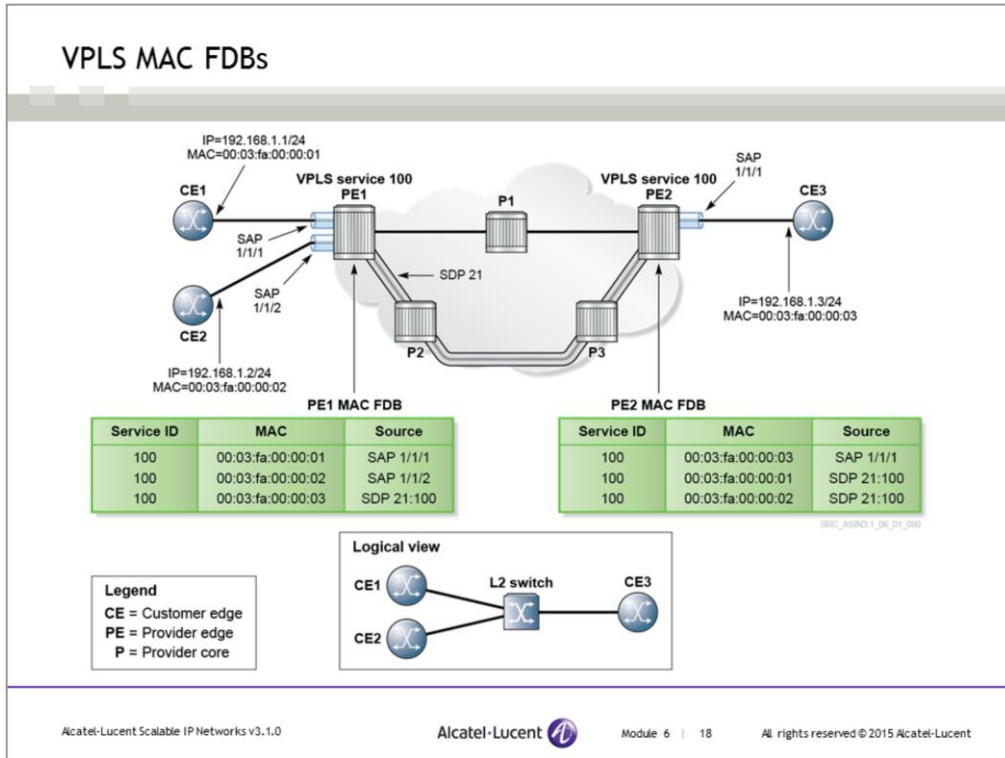 VPLS MAC FDBs
IP=192.168.1.1/24
MAC=00:03:fa:00:00:01
CE1
SAP
1/1/1
VPLS service 100
PE1
P1
VPLS service 100
PE2
SAP
1/1/1
CE3
SDP 21
SAP
1/1/2
CE2
IP=192.168.1.2/24
MAC=00:03:fa:00:00:02
P2
P3
IP=192.168.1.3/24
MAC=00:03:fa:00:00:03
PE1 MAC FDB
Service ID MAC Source
100 00:03:fa:00:00:01 SAP 1/1/1
100 00:03:fa:00:00:02 SAP 1/1/2
100 00:03:fa:00:00:03 SDP 21:100
PE2 MAC FDB
Service ID MAC Source
100 00:03:fa:00:00:03 SAP 1/1/1
100 00:03:fa:00:00:01 SDP 21:100
100 00:03:fa:00:00:02 SDP 21:100
SRC_ASIN3.1_06_01_080
Legend
CE = Customer edge
PE = Provider edge
P = Provider core
Logical view
CE1
L2 switch
CE3
CE2
Alcatel-Lucent Scalable IP Networks v3.1.0
Alcatel·Lucent
Module 6 | 18
All rights reserved © 2015 Alcatel-Lucent